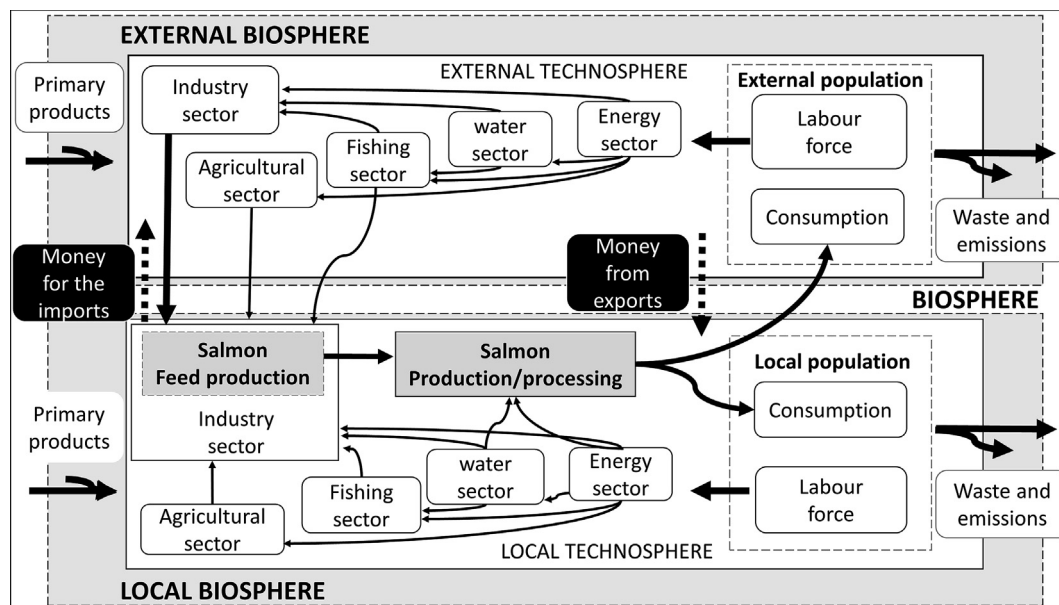 EXTERNAL BIOSPHERE
Primary
products
EXTERNAL TECHNOSPHERE
Industry
sector
Agricultural
sector
Fishing
sector
water
sector
Energy
sector
External population
Labour
force
Consumption
Waste and
emissions
Money
for the
imports
Money
from
exports
BIOSPHERE
Salmon
Feed production
Industry
sector
Salmon
Production/processing
Local population
Consumption
Labour
force
Primary
products
Agricultural
sector
Fishing
sector
water
sector
Energy
sector
Waste and
emissions
LOCAL TECHNOSPHERE
LOCAL BIOSPHERE